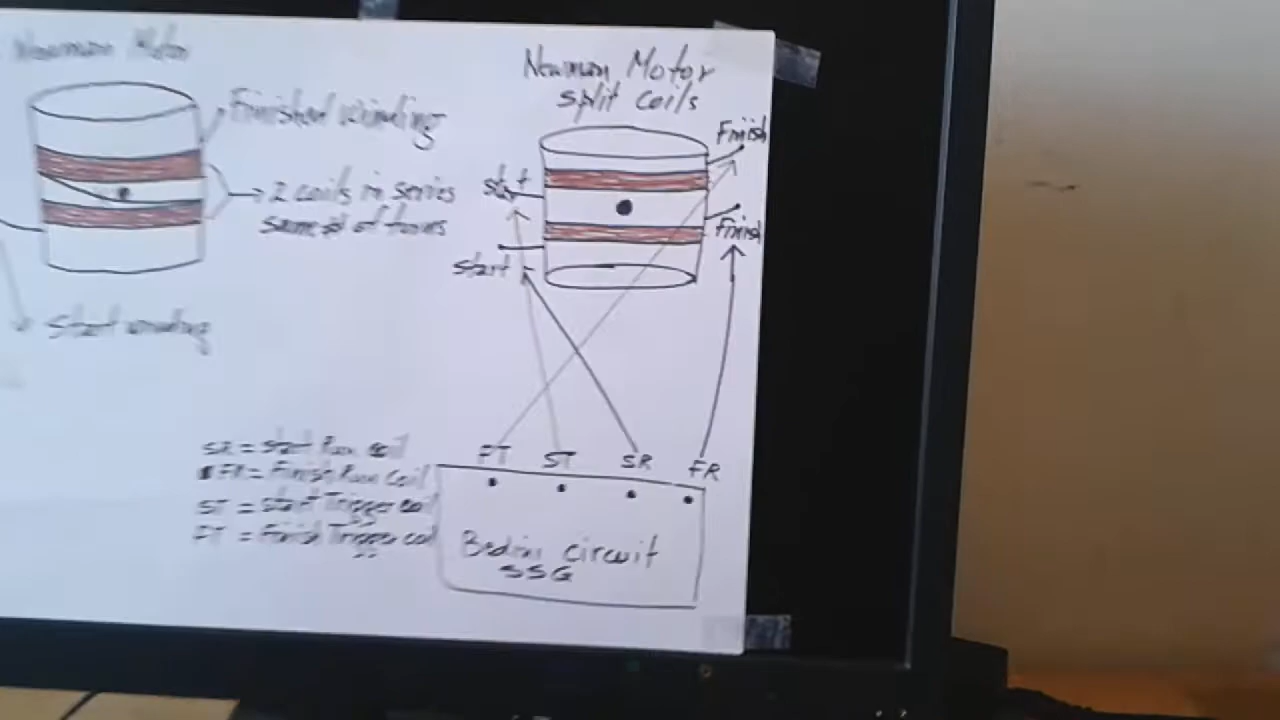 Newman Motor
Finished winding
2 coils in series
same # of turns
start winding
Newman Motor
split coils
Finish
start
Finish
start
SR = start Run coil
FR = Finish Run coil
ST = start Trigger coil
FT = Finish Trigger coil
FT ST SR FR
Bedini circuit
SSG